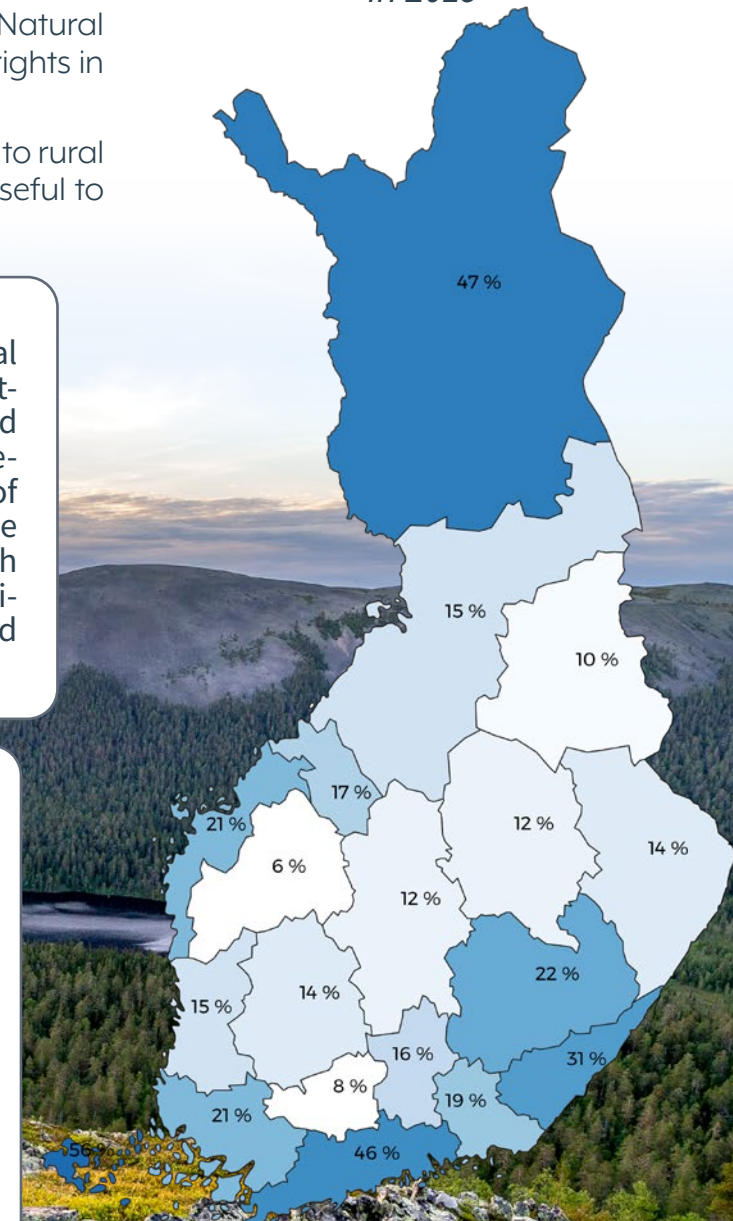 Natural
rights in
to rural
seful to
al
t-
d
e-
of
e
h
i-
d
47 %
15 %
10 %
17 %
21 %
12 %
14 %
6 %
12 %
22 %
15 %
14 %
16 %
31 %
8 %
19 %
21 %
46 %
56